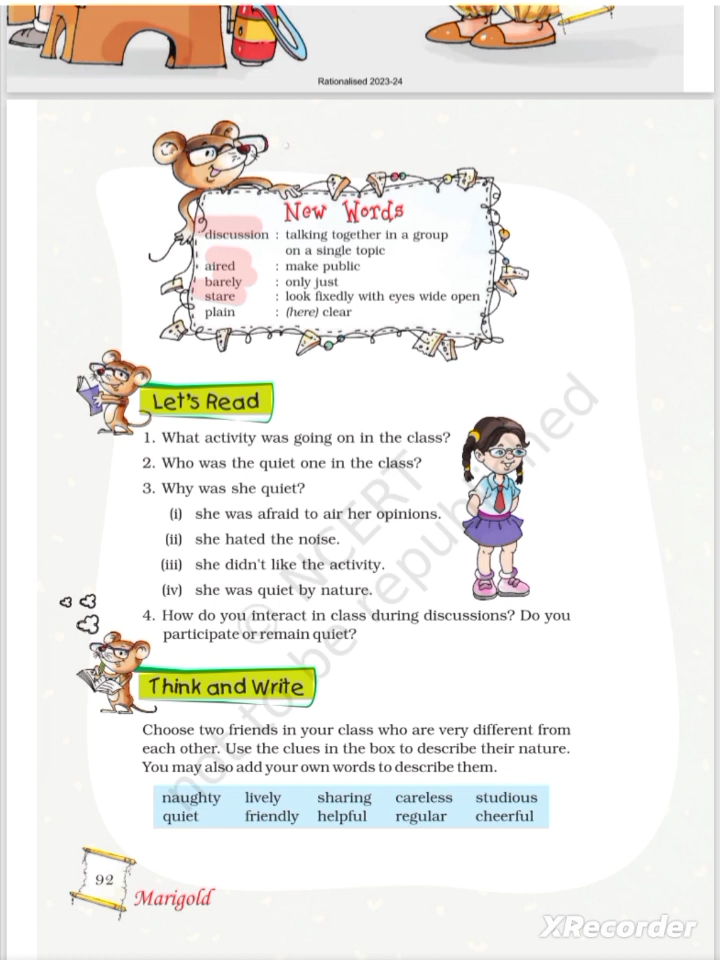 Rationalised 2023-24
New Words
discussion : talking together in a group
on a single topic
aired : make public
barely : only just
stare : look fixedly with eyes wide open
plain : (here) clear
Let's Read
1. What activity was going on in the class?
2. Who was the quiet one in the class?
3. Why was she quiet?
(i) she was afraid to air her opinions.
(ii) she hated the noise.
(iii) she didn't like the activity.
(iv) she was quiet by nature.
4. How do you interact in class during discussions? Do you
participate or remain quiet?
Think and Write
Choose two friends in your class who are very different from
each other. Use the clues in the box to describe their nature.
You may also add your own words to describe them.
naughty lively sharing careless studious
quiet friendly helpful regular cheerful
92
Marigold
© NCERT
not to be republished
XRecorder